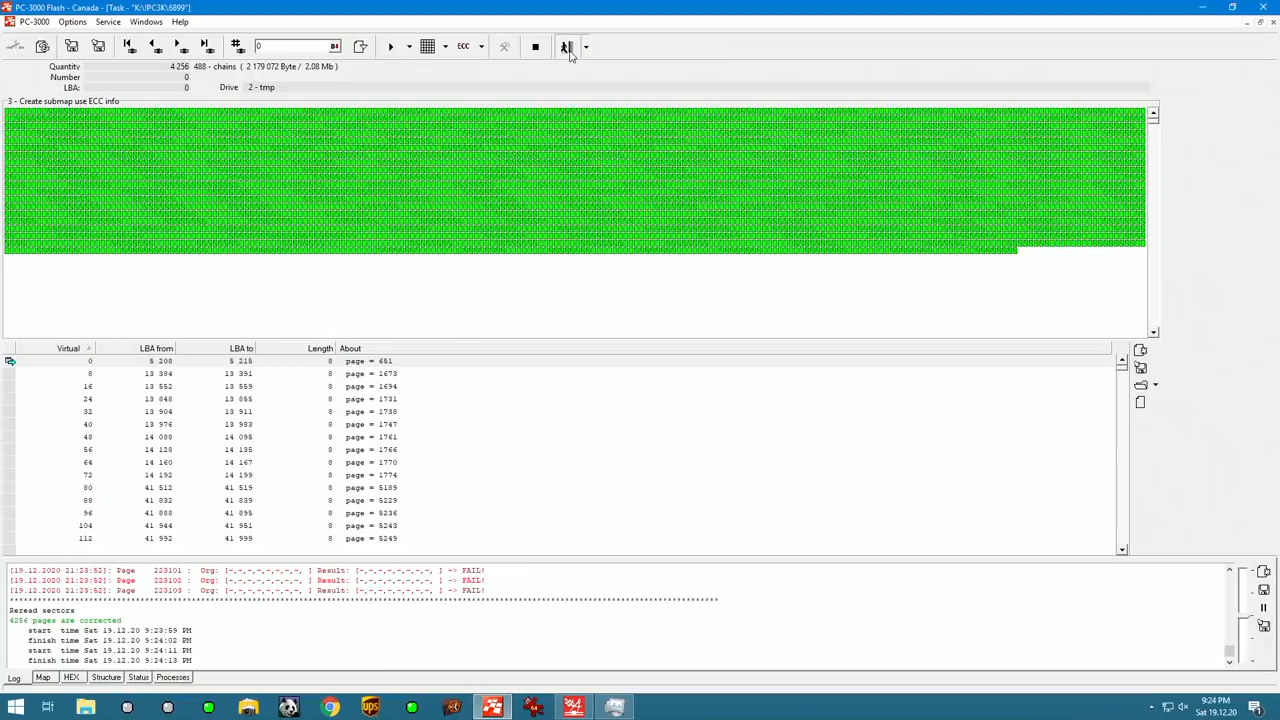 PC-3000 Flash - Canada - [Task - "K:\!PC3K\6899"]
PC-3000 Options Service Windows Help
0 ECC
Quantity 4 256 488 - chains ( 2 179 072 Byte / 2.08 Mb )
Number 0
LBA: 0 Drive 2 - tmp
3 - Create submap use ECC info
Virtual LBA from LBA to Length About
0 5 208 5 215 8 page = 651
8 13 384 13 391 8 page = 1673
16 13 552 13 559 8 page = 1694
24 13 848 13 855 8 page = 1731
32 13 904 13 911 8 page = 1738
40 13 976 13 983 8 page = 1747
48 14 088 14 095 8 page = 1761
56 14 128 14 135 8 page = 1766
64 14 160 14 167 8 page = 1770
72 14 192 14 199 8 page = 1774
80 41 512 41 519 8 page = 5189
88 41 832 41 839 8 page = 5229
96 41 888 41 895 8 page = 5236
104 41 944 41 951 8 page = 5243
112 41 992 41 999 8 page = 5249
[19.12.2020 21:23:52]: Page 223101 : Org: [-,-,-,-,-,-,-, ] Result: [-,-,-,-,-,-,-, ] -> FAIL!
[19.12.2020 21:23:52]: Page 223102 : Org: [-,-,-,-,-,-,-, ] Result: [-,-,-,-,-,-,-, ] -> FAIL!
[19.12.2020 21:23:52]: Page 223103 : Org: [-,-,-,-,-,-,-, ] Result: [-,-,-,-,-,-,-, ] -> FAIL!
Reread sectors
4256 pages are corrected
start time Sat 19.12.20 9:23:59 PM
finish time Sat 19.12.20 9:24:02 PM
start time Sat 19.12.20 9:24:11 PM
finish time Sat 19.12.20 9:24:13 PM
Log Map HEX Structure Status Processes
ups
9:24 PM
Sat 19.12.20